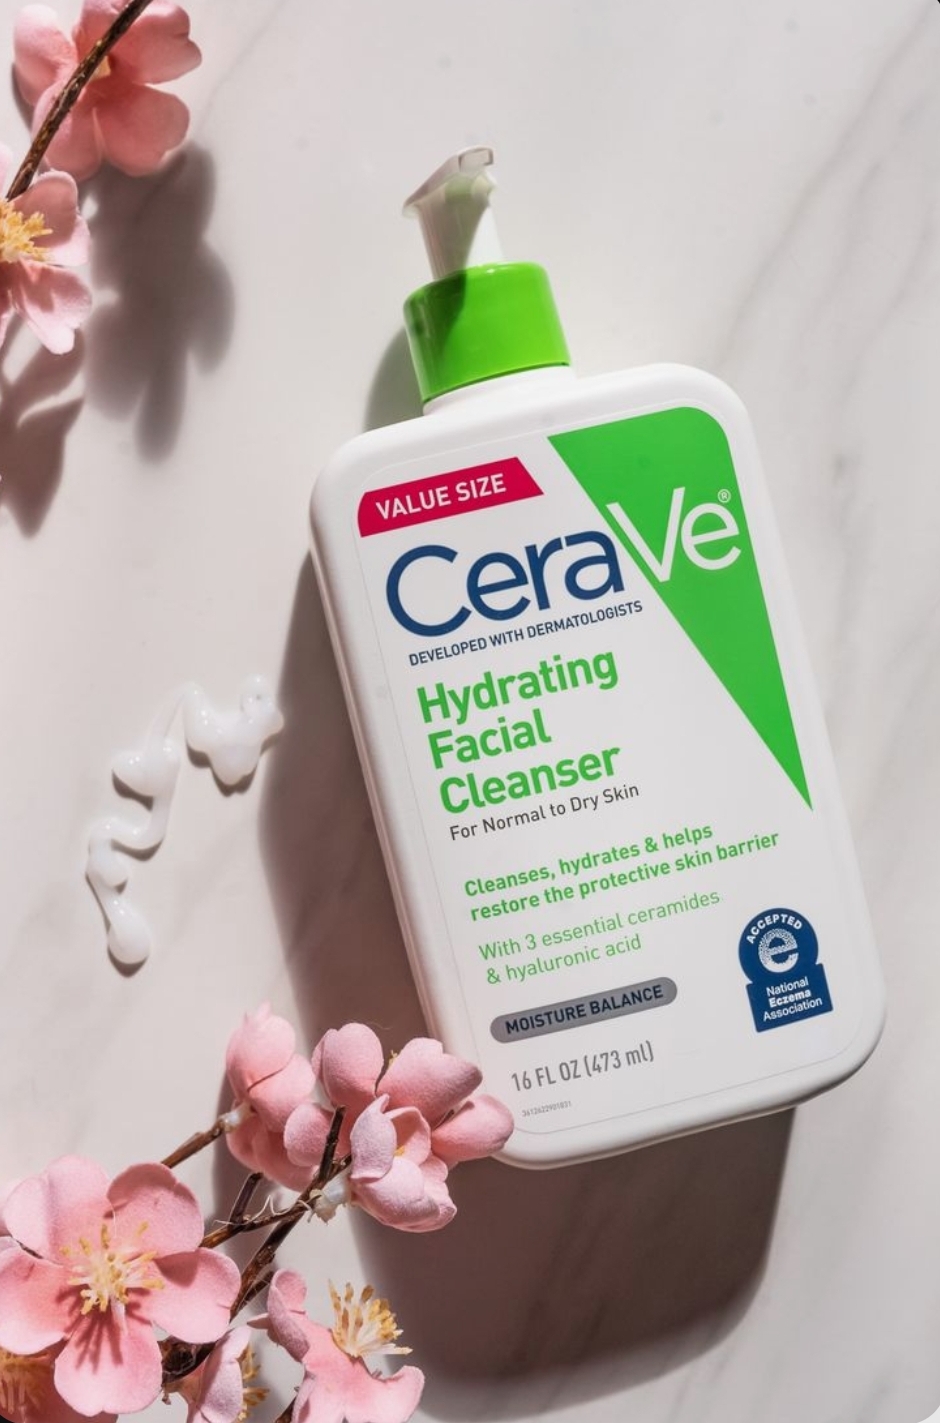 VALUE SIZE
CeraVe®
DEVELOPED WITH DERMATOLOGISTS
Hydrating
Facial
Cleanser
For Normal to Dry Skin
Cleanses, hydrates & helps
restore the protective skin barrier
With 3 essential ceramides
& hyaluronic acid
MOISTURE BALANCE
16 FL OZ (473 ml)
ACCEPTED
e
National
Eczema
Association